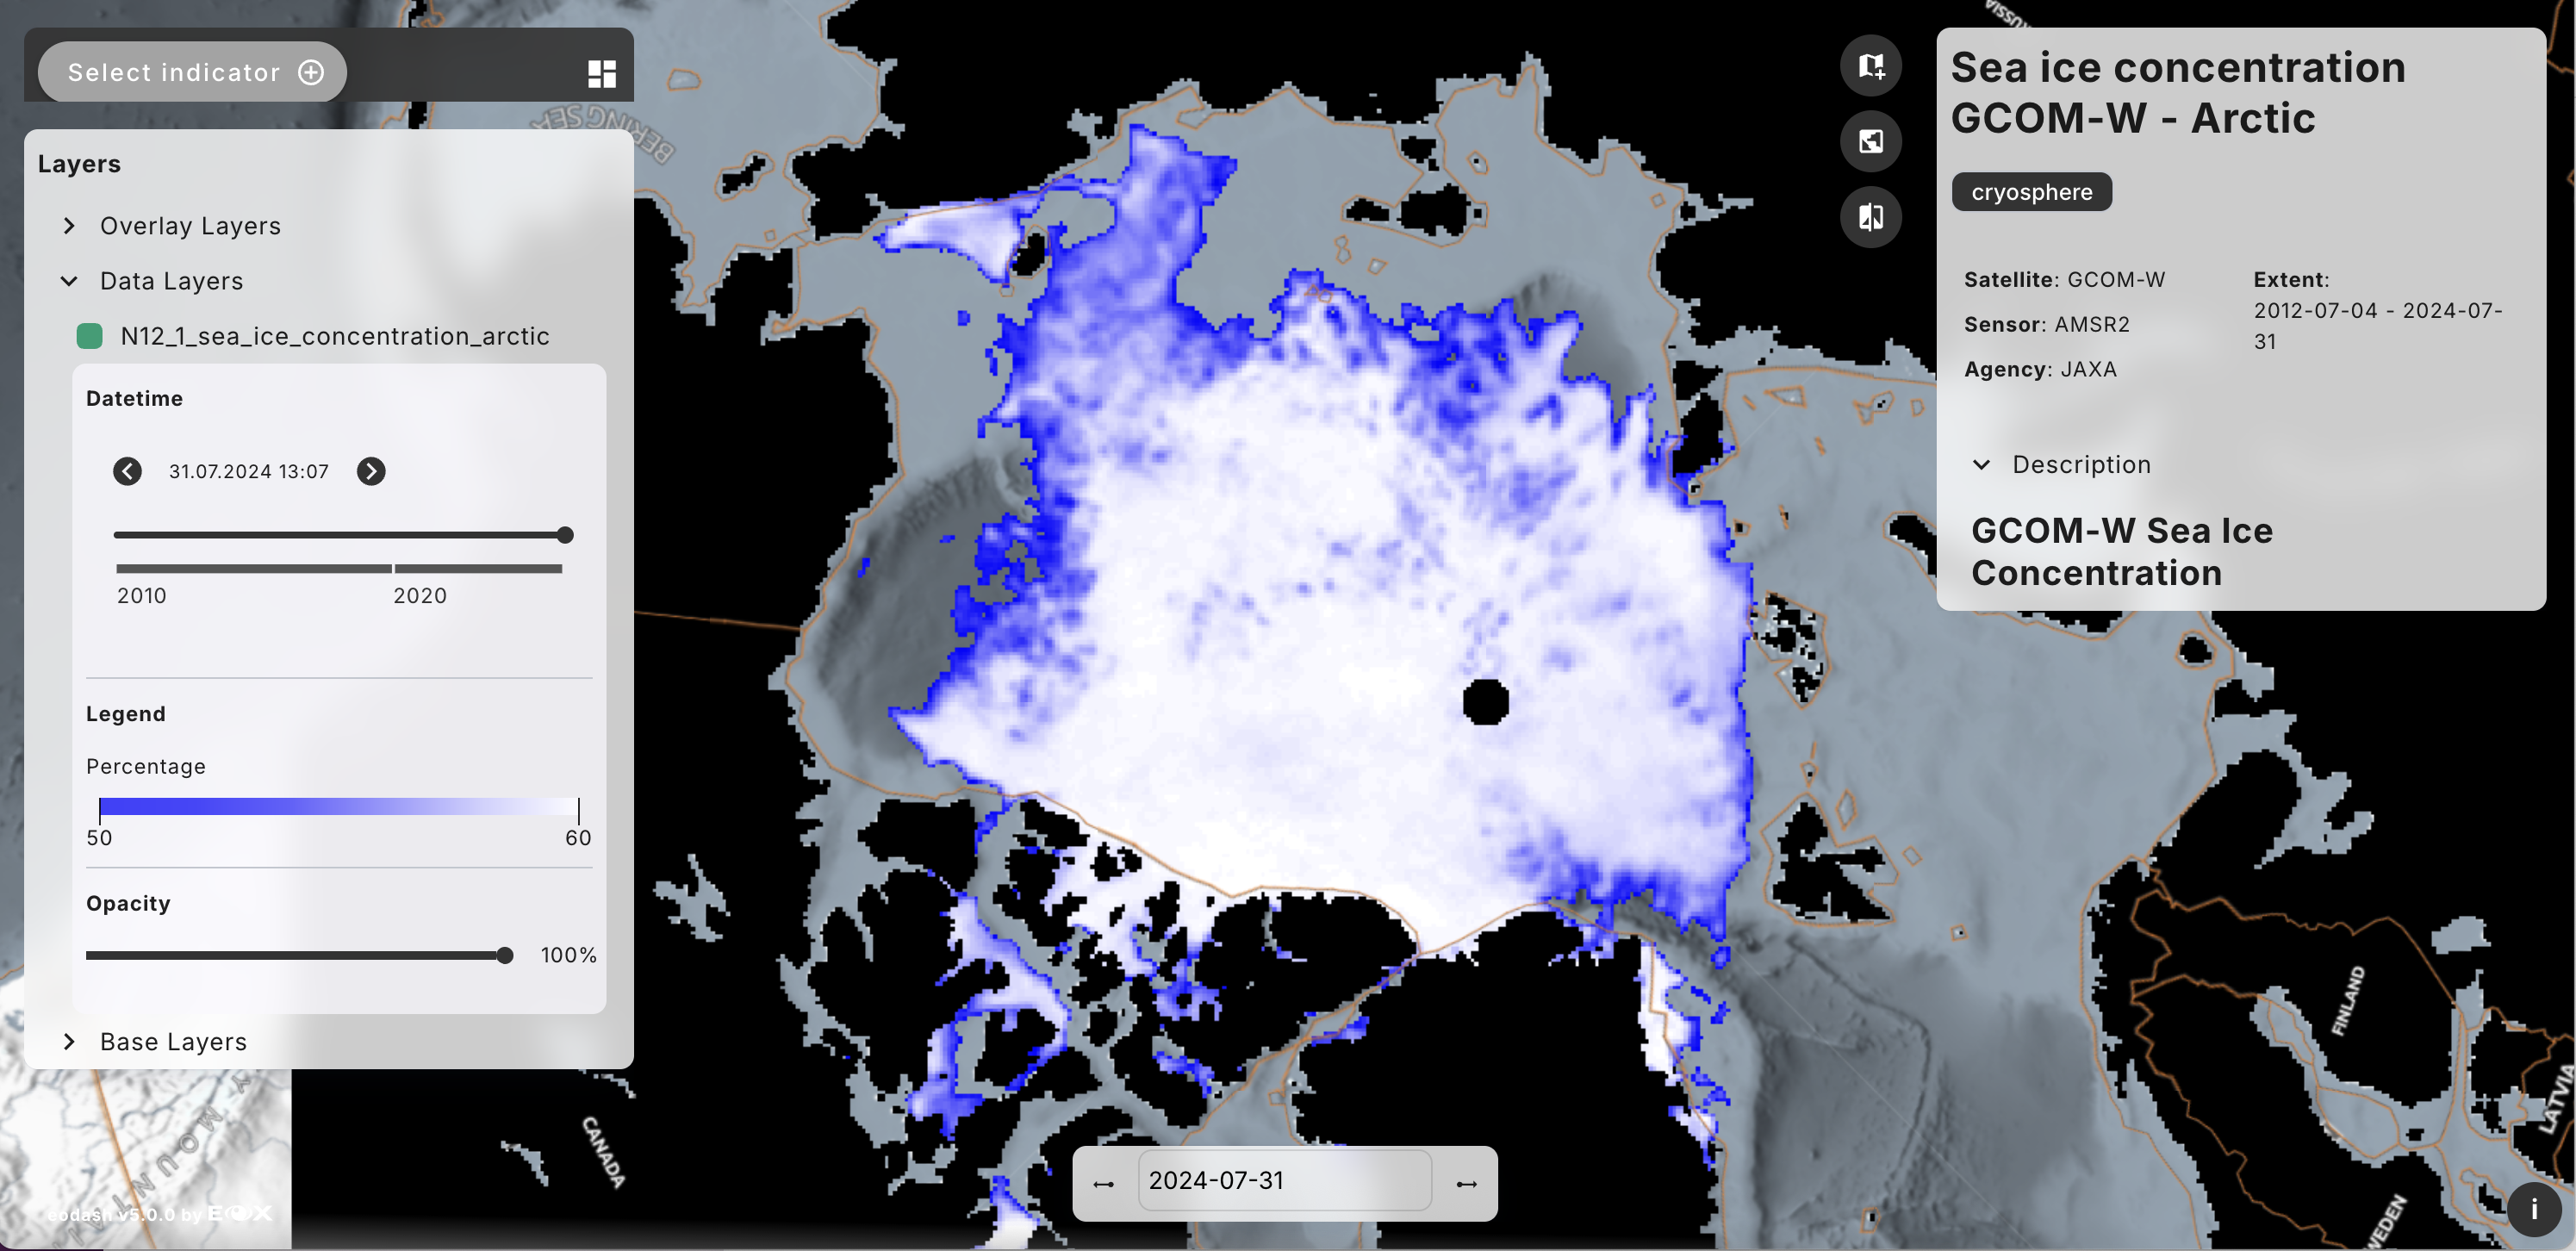 Select indicator
Layers
Overlay Layers
Data Layers
N12_1_sea_ice_concentration_arctic
Datetime
31.07.2024 13:07
2010
2020
Legend
Percentage
50
60
Opacity
100%
Base Layers
eodash v5.0.0 by EOX
BERING SEA
RUSSIA
CANADA
FINLAND
LATVIA
2024-07-31
Sea ice concentration
GCOM-W - Arctic
cryosphere
Satellite: GCOM-W
Sensor: AMSR2
Agency: JAXA
Extent:
2012-07-04 - 2024-07-
31
Description
GCOM-W Sea Ice
Concentration
i